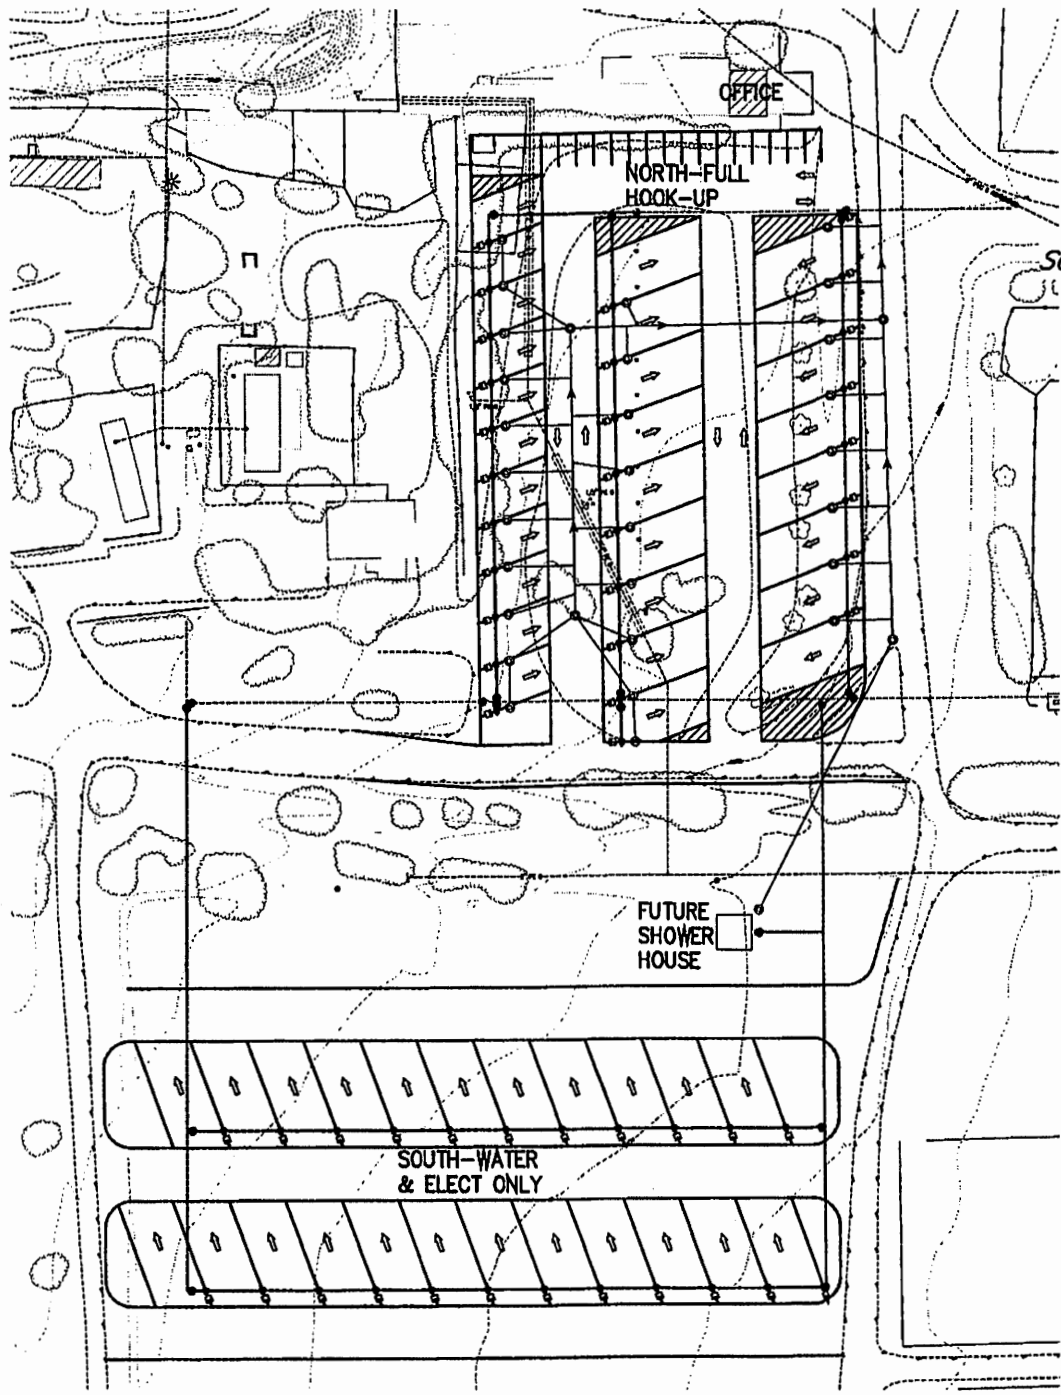 OFFICE
NORTH-FULL
HOOK-UP
FUTURE
SHOWER
HOUSE
SOUTH-WATER
& ELECT ONLY